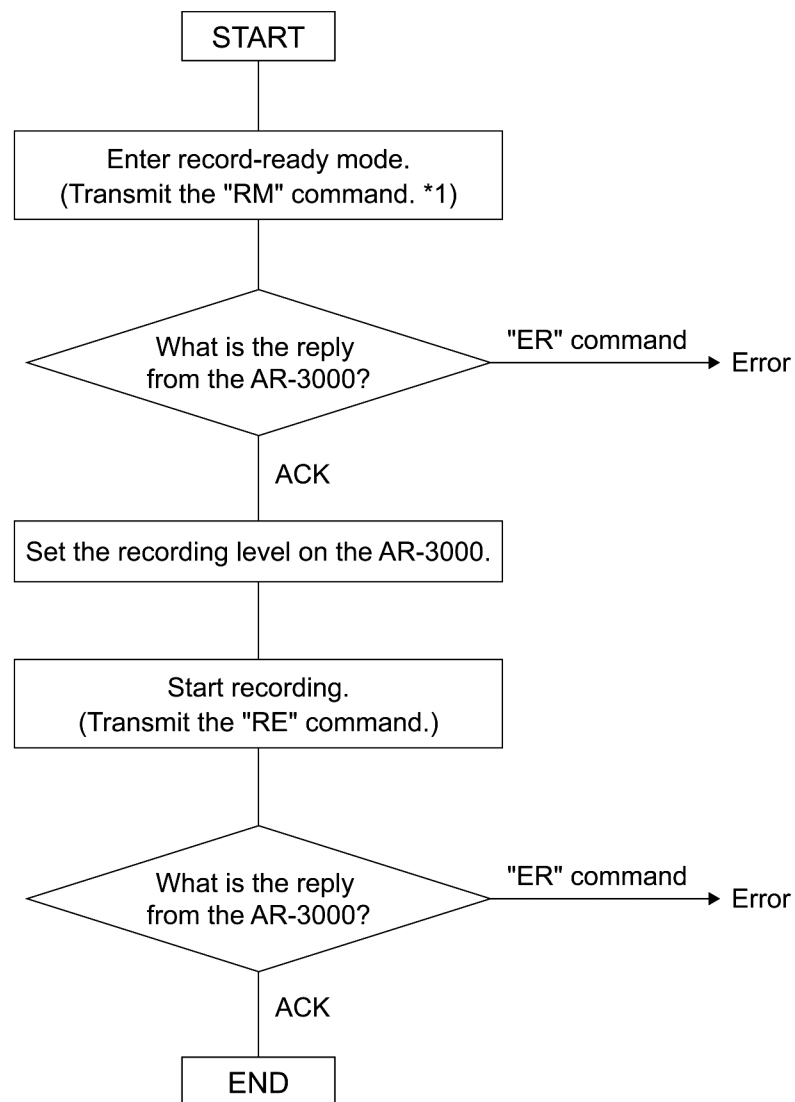 START
Enter record-ready mode.
(Transmit the "RM" command. *1)
What is the reply
from the AR-3000?
"ER" command
Error
ACK
Set the recording level on the AR-3000.
Start recording.
(Transmit the "RE" command.)
What is the reply
from the AR-3000?
"ER" command
Error
ACK
END